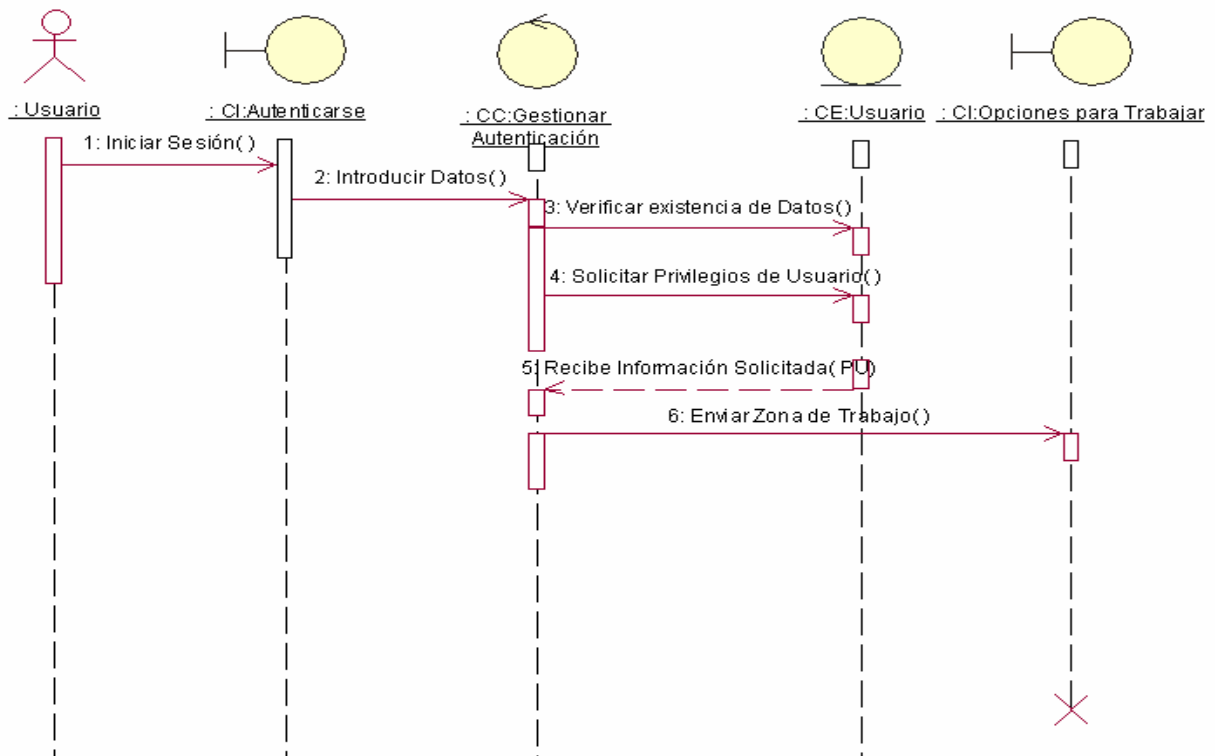 : Usuario
: CI:Autenticarse
: CC:Gestionar
Autenticación
: CE:Usuario
: CI:Opciones para Trabajar
1: Iniciar Sesión( )
2: Introducir Datos( )
3: Verificar existencia de Datos( )
4: Solicitar Privilegios de Usuario( )
5: Recibe Información Solicitada( PU)
6: Enviar Zona de Trabajo( )